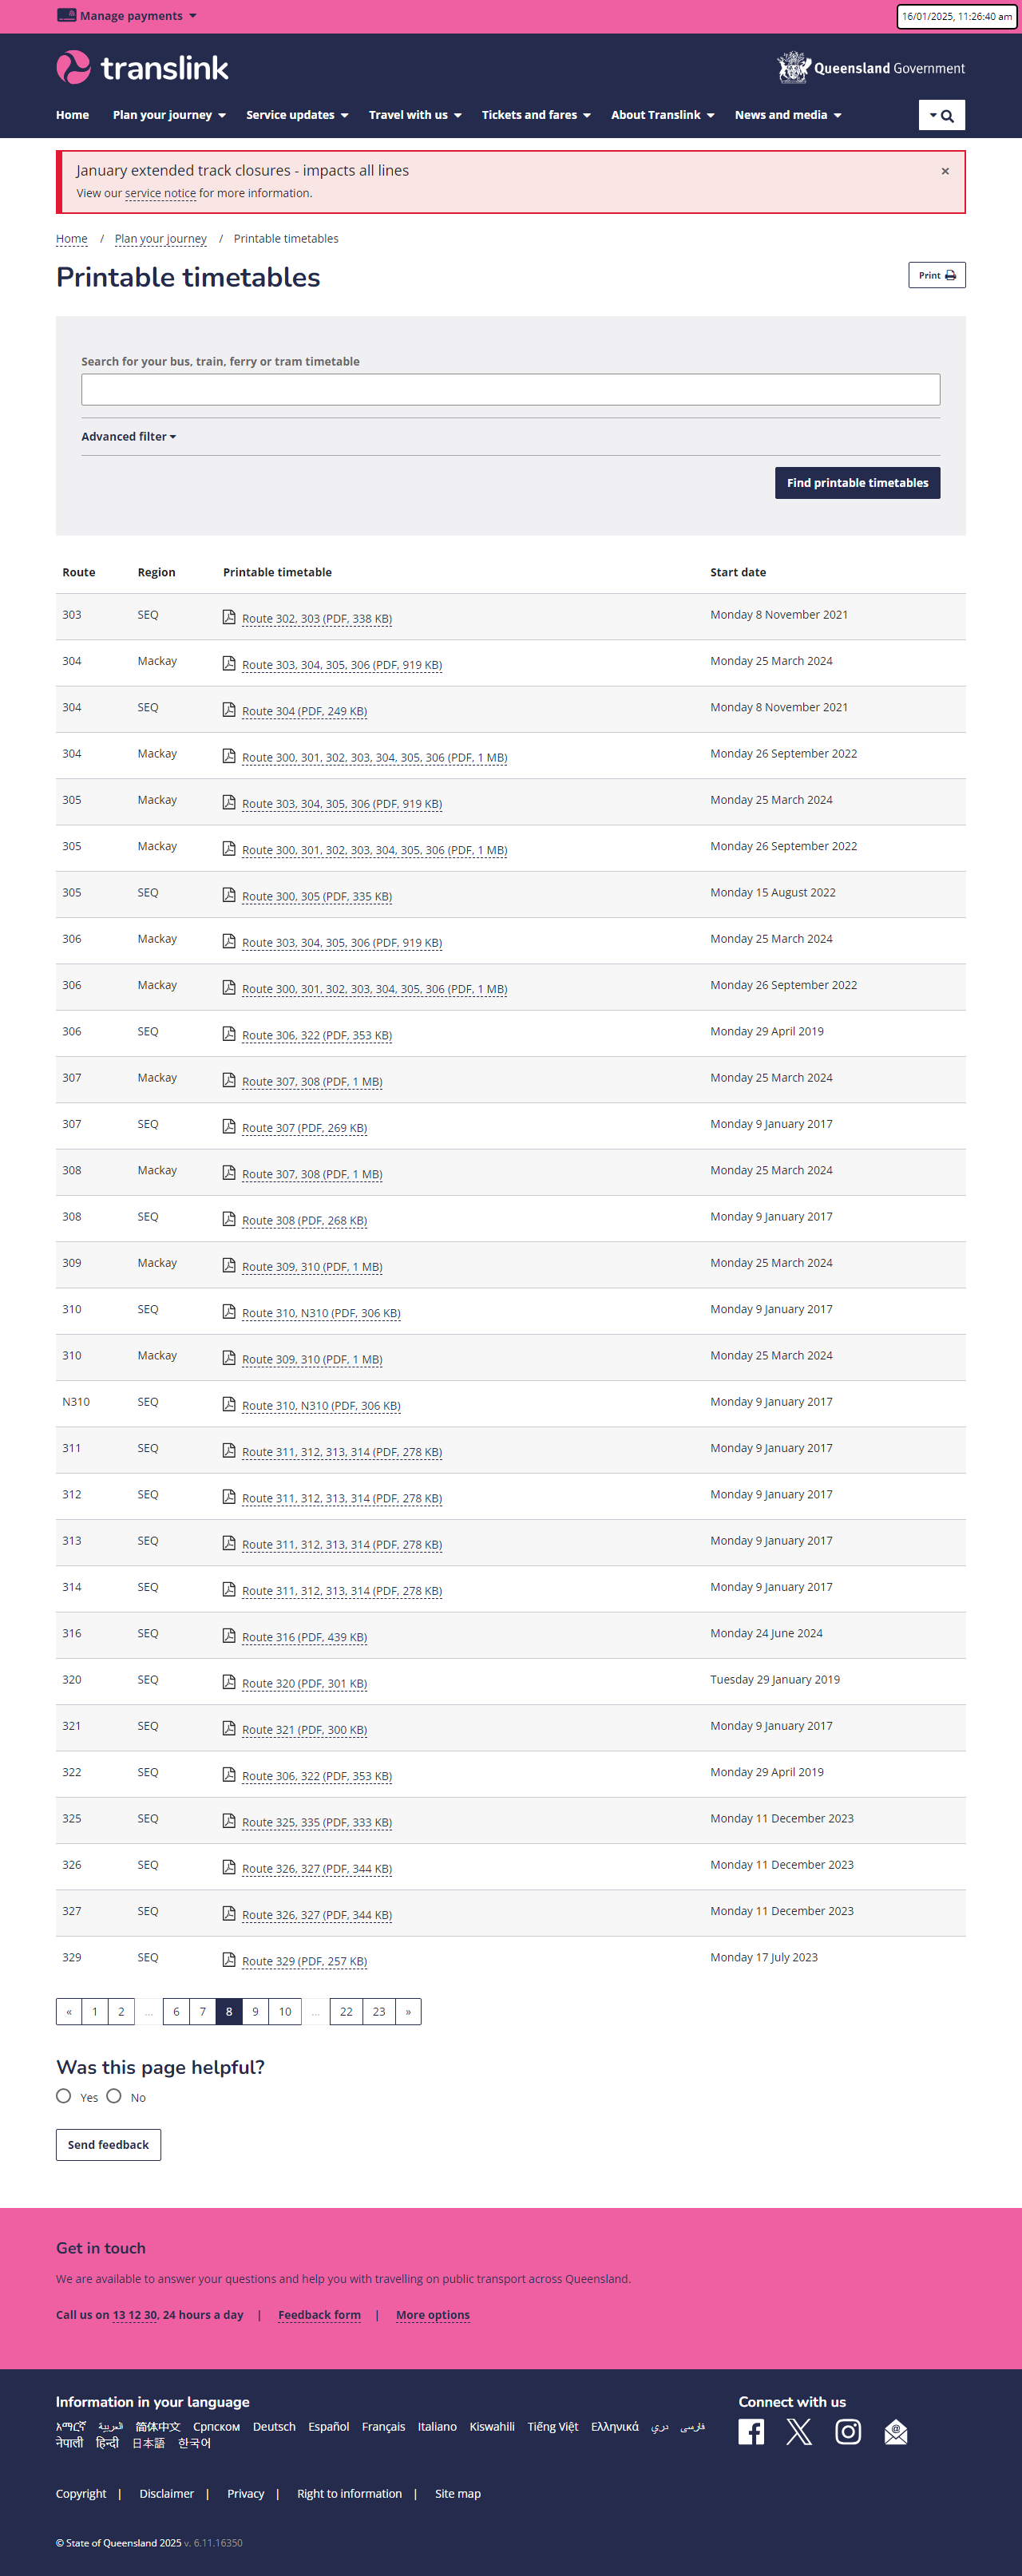 Manage payments
16/01/2025, 11:26:40 am
translink
Queensland Government
Home Plan your journey Service updates Travel with us Tickets and fares About Translink News and media
January extended track closures - impacts all lines ×
View our service notice for more information.
Home / Plan your journey / Printable timetables
Printable timetables
Print
Search for your bus, train, ferry or tram timetable
Advanced filter
Find printable timetables
Route Region Printable timetable Start date
303 SEQ Route 302, 303 (PDF, 338 KB) Monday 8 November 2021
304 Mackay Route 303, 304, 305, 306 (PDF, 919 KB) Monday 25 March 2024
304 SEQ Route 304 (PDF, 249 KB) Monday 8 November 2021
304 Mackay Route 300, 301, 302, 303, 304, 305, 306 (PDF, 1 MB) Monday 26 September 2022
305 Mackay Route 303, 304, 305, 306 (PDF, 919 KB) Monday 25 March 2024
305 Mackay Route 300, 301, 302, 303, 304, 305, 306 (PDF, 1 MB) Monday 26 September 2022
305 SEQ Route 300, 305 (PDF, 335 KB) Monday 15 August 2022
306 Mackay Route 303, 304, 305, 306 (PDF, 919 KB) Monday 25 March 2024
306 Mackay Route 300, 301, 302, 303, 304, 305, 306 (PDF, 1 MB) Monday 26 September 2022
306 SEQ Route 306, 322 (PDF, 353 KB) Monday 29 April 2019
307 Mackay Route 307, 308 (PDF, 1 MB) Monday 25 March 2024
307 SEQ Route 307 (PDF, 269 KB) Monday 9 January 2017
308 Mackay Route 307, 308 (PDF, 1 MB) Monday 25 March 2024
308 SEQ Route 308 (PDF, 268 KB) Monday 9 January 2017
309 Mackay Route 309, 310 (PDF, 1 MB) Monday 25 March 2024
310 SEQ Route 310, N310 (PDF, 306 KB) Monday 9 January 2017
310 Mackay Route 309, 310 (PDF, 1 MB) Monday 25 March 2024
N310 SEQ Route 310, N310 (PDF, 306 KB) Monday 9 January 2017
311 SEQ Route 311, 312, 313, 314 (PDF, 278 KB) Monday 9 January 2017
312 SEQ Route 311, 312, 313, 314 (PDF, 278 KB) Monday 9 January 2017
313 SEQ Route 311, 312, 313, 314 (PDF, 278 KB) Monday 9 January 2017
314 SEQ Route 311, 312, 313, 314 (PDF, 278 KB) Monday 9 January 2017
316 SEQ Route 316 (PDF, 439 KB) Monday 24 June 2024
320 SEQ Route 320 (PDF, 301 KB) Tuesday 29 January 2019
321 SEQ Route 321 (PDF, 300 KB) Monday 9 January 2017
322 SEQ Route 306, 322 (PDF, 353 KB) Monday 29 April 2019
325 SEQ Route 325, 335 (PDF, 333 KB) Monday 11 December 2023
326 SEQ Route 326, 327 (PDF, 344 KB) Monday 11 December 2023
327 SEQ Route 326, 327 (PDF, 344 KB) Monday 11 December 2023
329 SEQ Route 329 (PDF, 257 KB) Monday 17 July 2023
« 1 2 ... 6 7 8 9 10 ... 22 23 »
Was this page helpful?
Yes No
Send feedback
Get in touch
We are available to answer your questions and help you with travelling on public transport across Queensland.
Call us on 13 12 30, 24 hours a day | Feedback form | More options
Information in your language
አማርኛ العربية 简体中文 Српском Deutsch Español Français Italiano Kiswahili Tiếng Việt Ελληνικά دري فارسی
नेपाली हिन्दी 日本語 한국어
Connect with us
Copyright | Disclaimer | Privacy | Right to information | Site map
© State of Queensland 2025 v. 6.11.16350